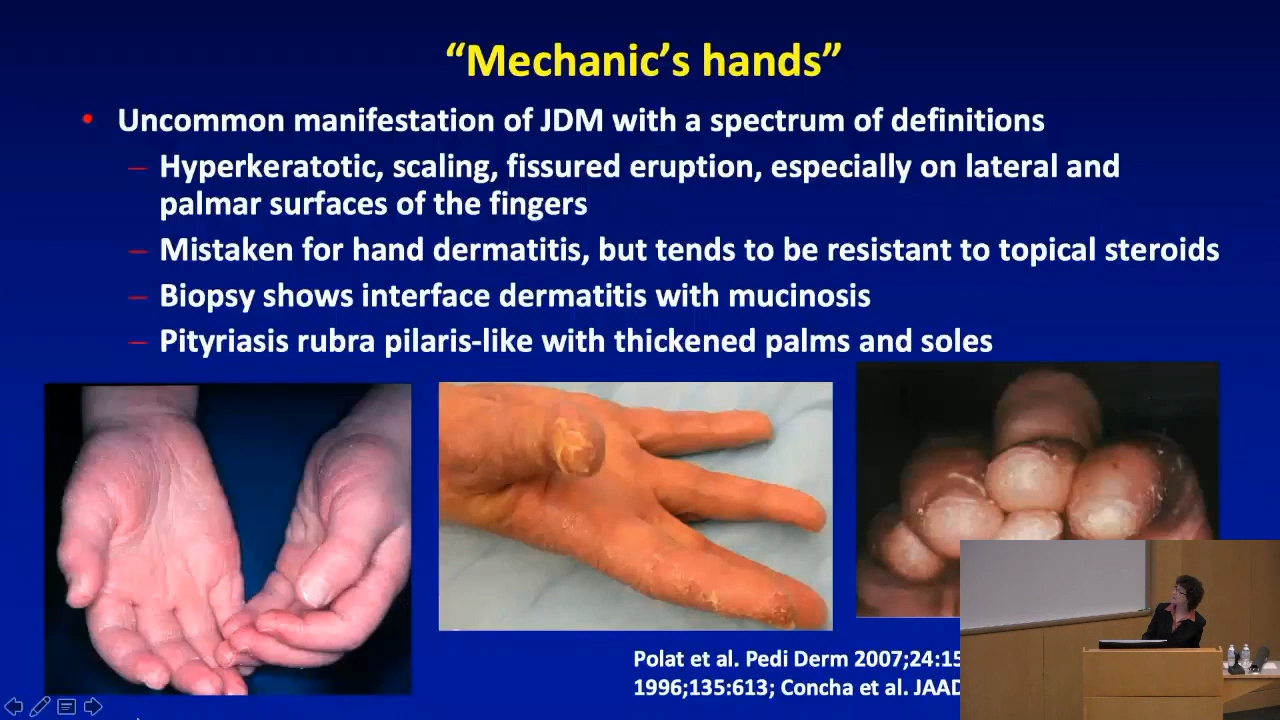 “Mechanic’s hands”
• Uncommon manifestation of JDM with a spectrum of definitions
– Hyperkeratotic, scaling, fissured eruption, especially on lateral and
palmar surfaces of the fingers
– Mistaken for hand dermatitis, but tends to be resistant to topical steroids
– Biopsy shows interface dermatitis with mucinosis
– Pityriasis rubra pilaris-like with thickened palms and soles
Polat et al. Pedi Derm 2007;24:15
1996;135:613; Concha et al. JAAD